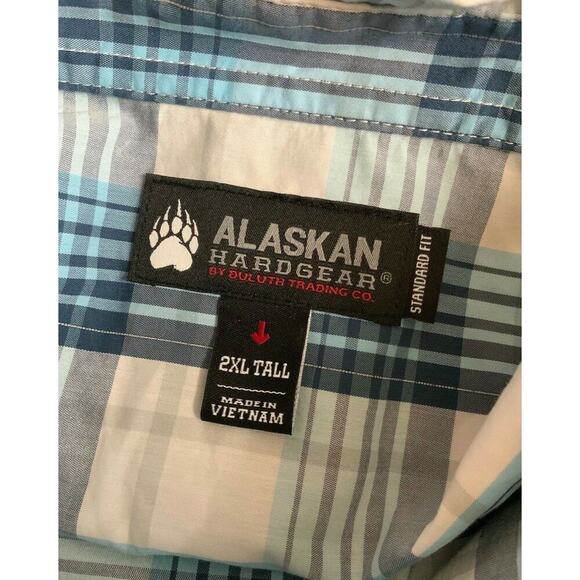 ALASKAN
HARDGEAR®
BY DULUTH TRADING CO.
STANDARD FIT
2XL TALL
MADE IN
VIETNAM